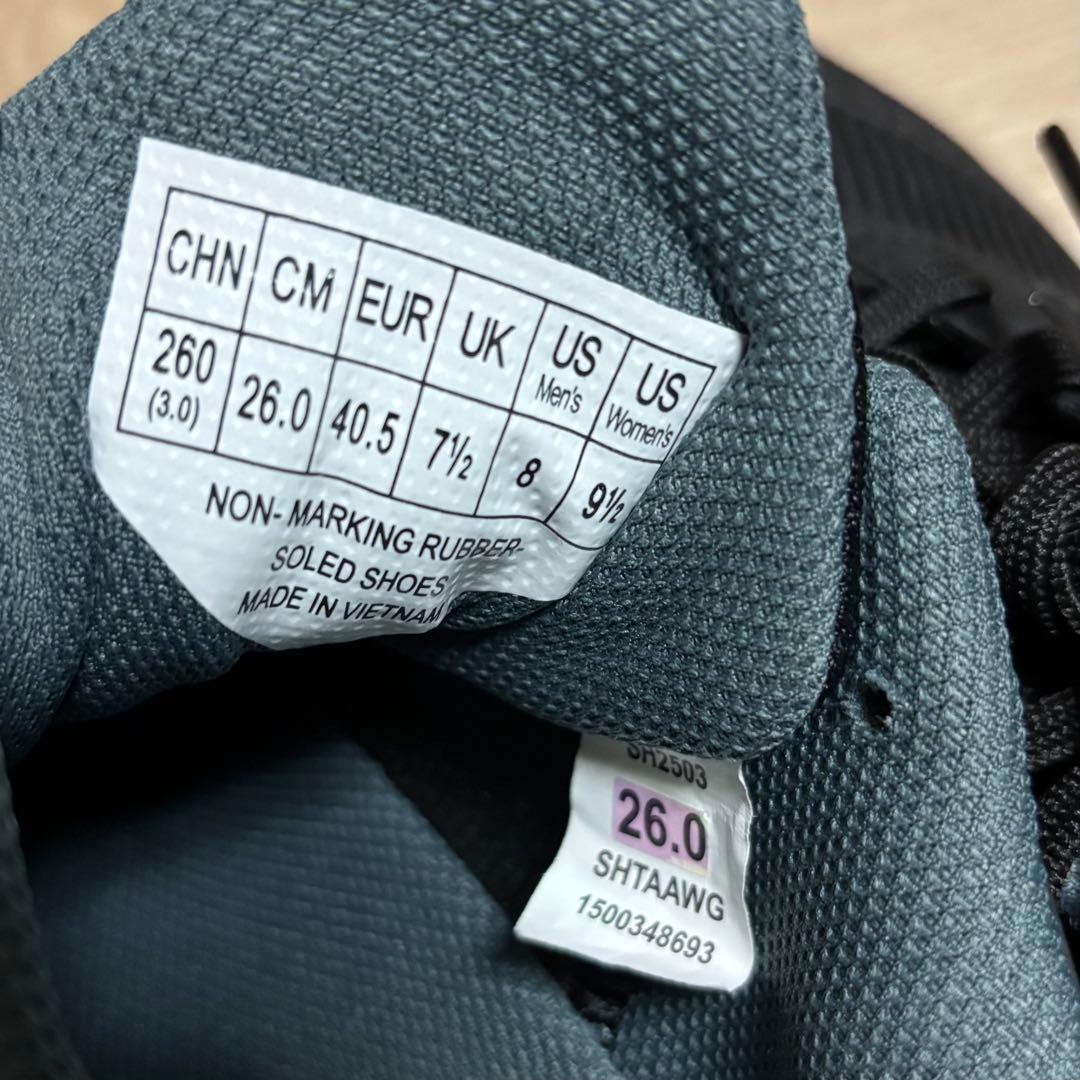 CHN CM EUR UK US Men's US Women's
260 (3.0) 26.0 40.5 7½ 8 9½
NON- MARKING RUBBER-
SOLED SHOES
MADE IN VIETNAM
SH2503
26.0
SHTAAWG
1500348693